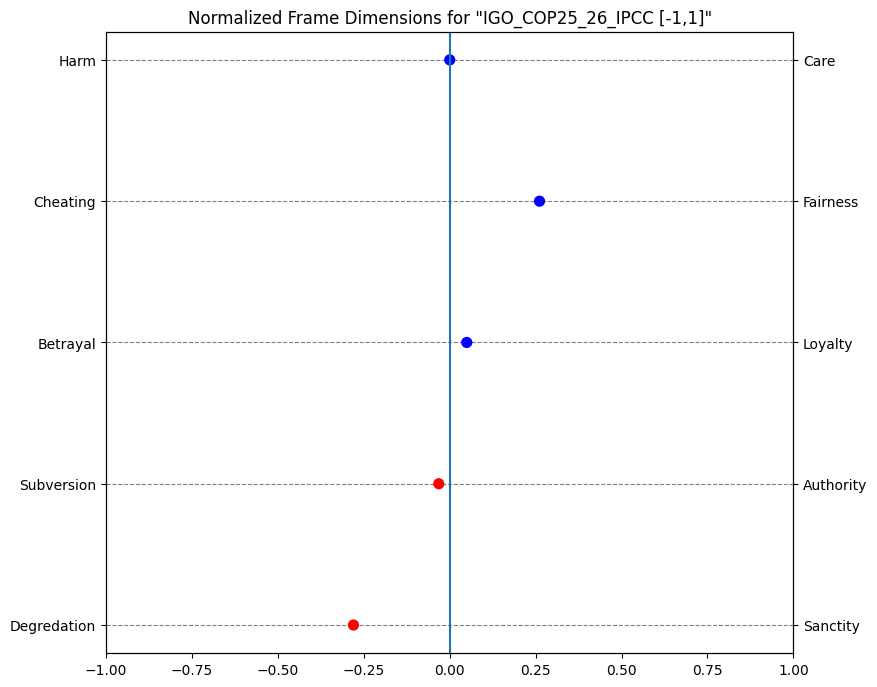 Normalized Frame Dimensions for "IGO_COP25_26_IPCC [-1,1]"
Harm Care
Cheating Fairness
Betrayal Loyalty
Subversion Authority
Degredation Sanctity
−1.00 −0.75 −0.50 −0.25 0.00 0.25 0.50 0.75 1.00